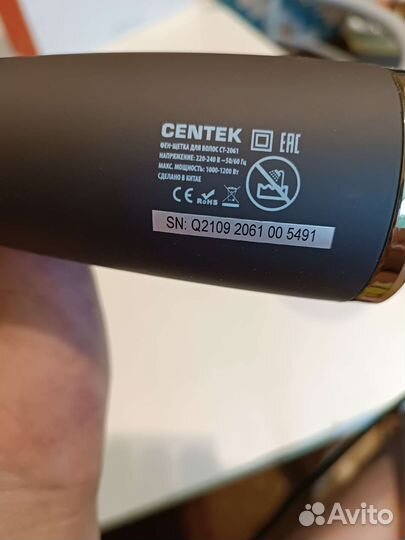 CENTEK
EAC
ФЕН-ЩЕТКА ДЛЯ ВОЛОС CT-2061
НАПРЯЖЕНИЕ: 220-240 В ~50/60 Гц
МАКС. МОЩНОСТЬ: 1000-1200 Вт
СДЕЛАНО В КИТАЕ
CE RoHS
SN: Q2109 2061 00 5491
Avito